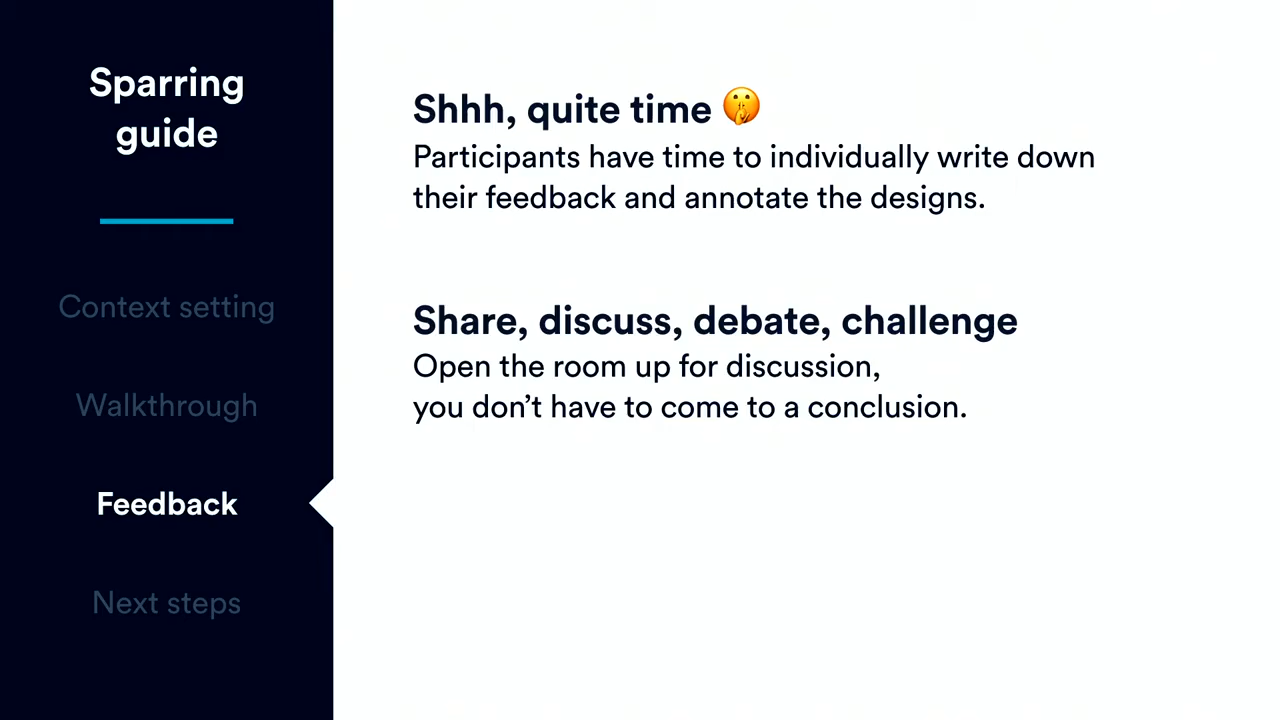 Sparring
guide
Context setting
Walkthrough
Feedback
Next steps
Shhh, quite time 🤫
Participants have time to individually write down
their feedback and annotate the designs.
Share, discuss, debate, challenge
Open the room up for discussion,
you don’t have to come to a conclusion.